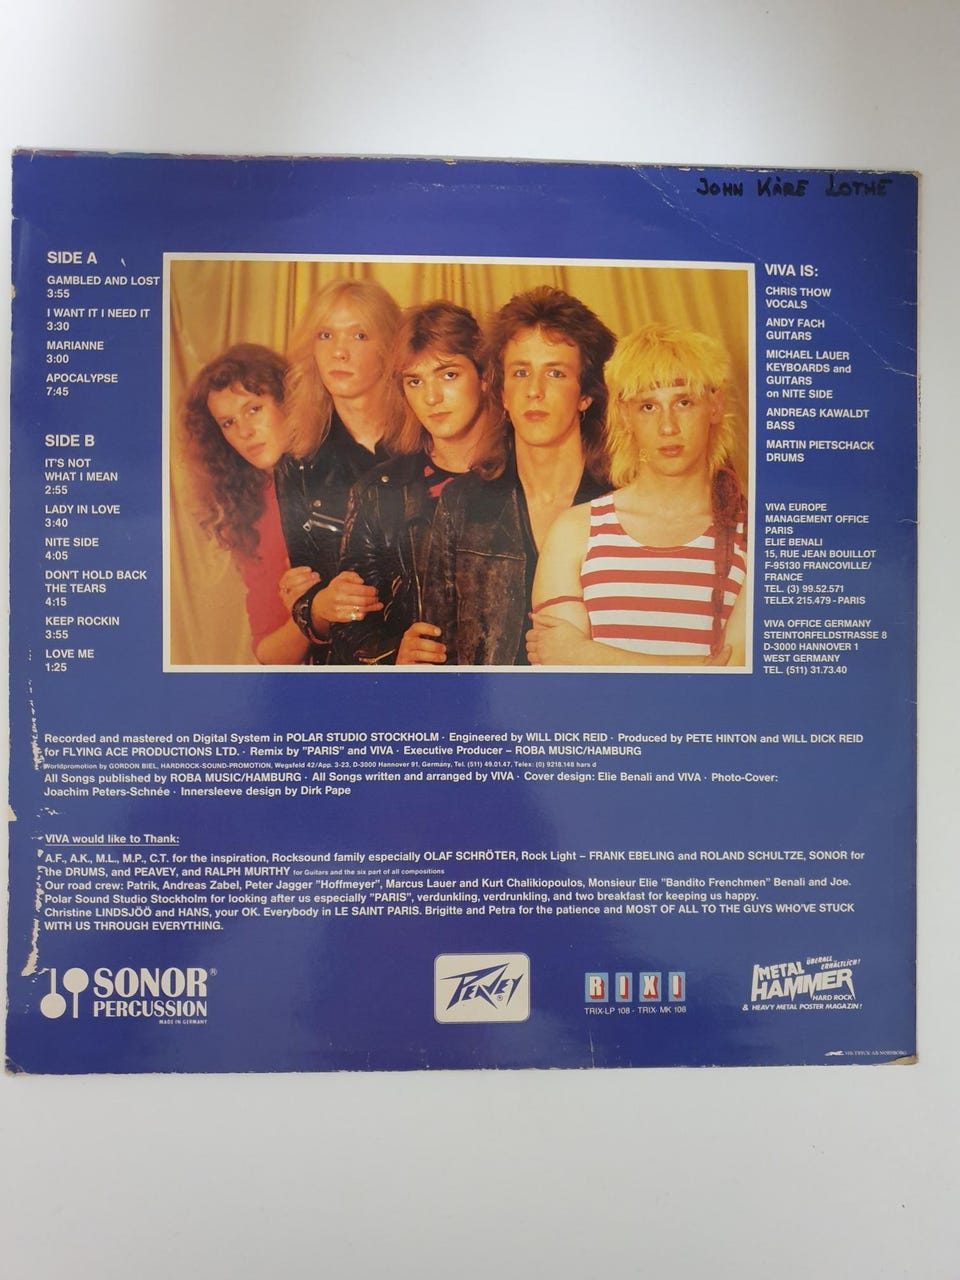 JOHN KÅRE LOTHE
SIDE A
GAMBLED AND LOST
3:55
I WANT IT I NEED IT
3:30
MARIANNE
3:00
APOCALYPSE
7:45
SIDE B
IT'S NOT
WHAT I MEAN
2:55
LADY IN LOVE
3:40
NITE SIDE
4:05
DON'T HOLD BACK
THE TEARS
4:15
KEEP ROCKIN
3:55
LOVE ME
1:25
VIVA IS:
CHRIS THOW
VOCALS
ANDY FACH
GUITARS
MICHAEL LAUER
KEYBOARDS and
GUITARS
on NITE SIDE
ANDREAS KAWALDT
BASS
MARTIN PIETSCHACK
DRUMS
VIVA EUROPE
MANAGEMENT OFFICE
PARIS
ELIE BENALI
15, RUE JEAN BOUILLOT
F-95130 FRANCOVILLE/
FRANCE
TEL. (3) 99.52.571
TELEX 215.479 - PARIS
VIVA OFFICE GERMANY
STEINTORFELDSTRASSE 8
D-3000 HANNOVER 1
WEST GERMANY
TEL. (511) 31.73.40
Recorded and mastered on Digital System in POLAR STUDIO STOCKHOLM · Engineered by WILL DICK REID · Produced by PETE HINTON and WILL DICK REID
for FLYING ACE PRODUCTIONS LTD. · Remix by "PARIS" and VIVA · Executive Producer – ROBA MUSIC/HAMBURG
Worldpromotion by GORDON BIEL, HARDROCK-SOUND-PROMOTION, Wegsfeld 42/App. 3-23, D-3000 Hannover 91, Germany, Tel. (511) 49.01.47, Telex: (0) 9218.148 hars d
All Songs published by ROBA MUSIC/HAMBURG · All Songs written and arranged by VIVA · Cover design: Elie Benali and VIVA · Photo-Cover:
Joachim Peters-Schnée · Innersleeve design by Dirk Pape
VIVA would like to Thank:
A.F., A.K., M.L., M.P., C.T. for the inspiration, Rocksound family especially OLAF SCHRÖTER, Rock Light – FRANK EBELING and ROLAND SCHULTZE, SONOR for
the DRUMS, and PEAVEY, and RALPH MURTHY for Guitars and the six part of all compositions
Our road crew: Patrik, Andreas Zabel, Peter Jagger "Hoffmeyer", Marcus Lauer and Kurt Chalikiopoulos, Monsieur Elie "Bandito Frenchmen" Benali and Joe.
Polar Sound Studio Stockholm for looking after us especially "PARIS", verdunkling, verdrunkling, and two breakfast for keeping us happy.
Christine LINDSJÖÖ and HANS, your OK. Everybody in LE SAINT PARIS. Brigitte and Petra for the patience and MOST OF ALL TO THE GUYS WHO'VE STUCK
WITH US THROUGH EVERYTHING.
SONOR®
PERCUSSION
MADE IN GERMANY
PEAVEY®
RIXI
TRIX-LP 108 - TRIX- MK 108
ÜBERALL
ERHÄLTLICH!
METAL
HAMMER
HARD ROCK
& HEAVY METAL POSTER MAGAZIN!